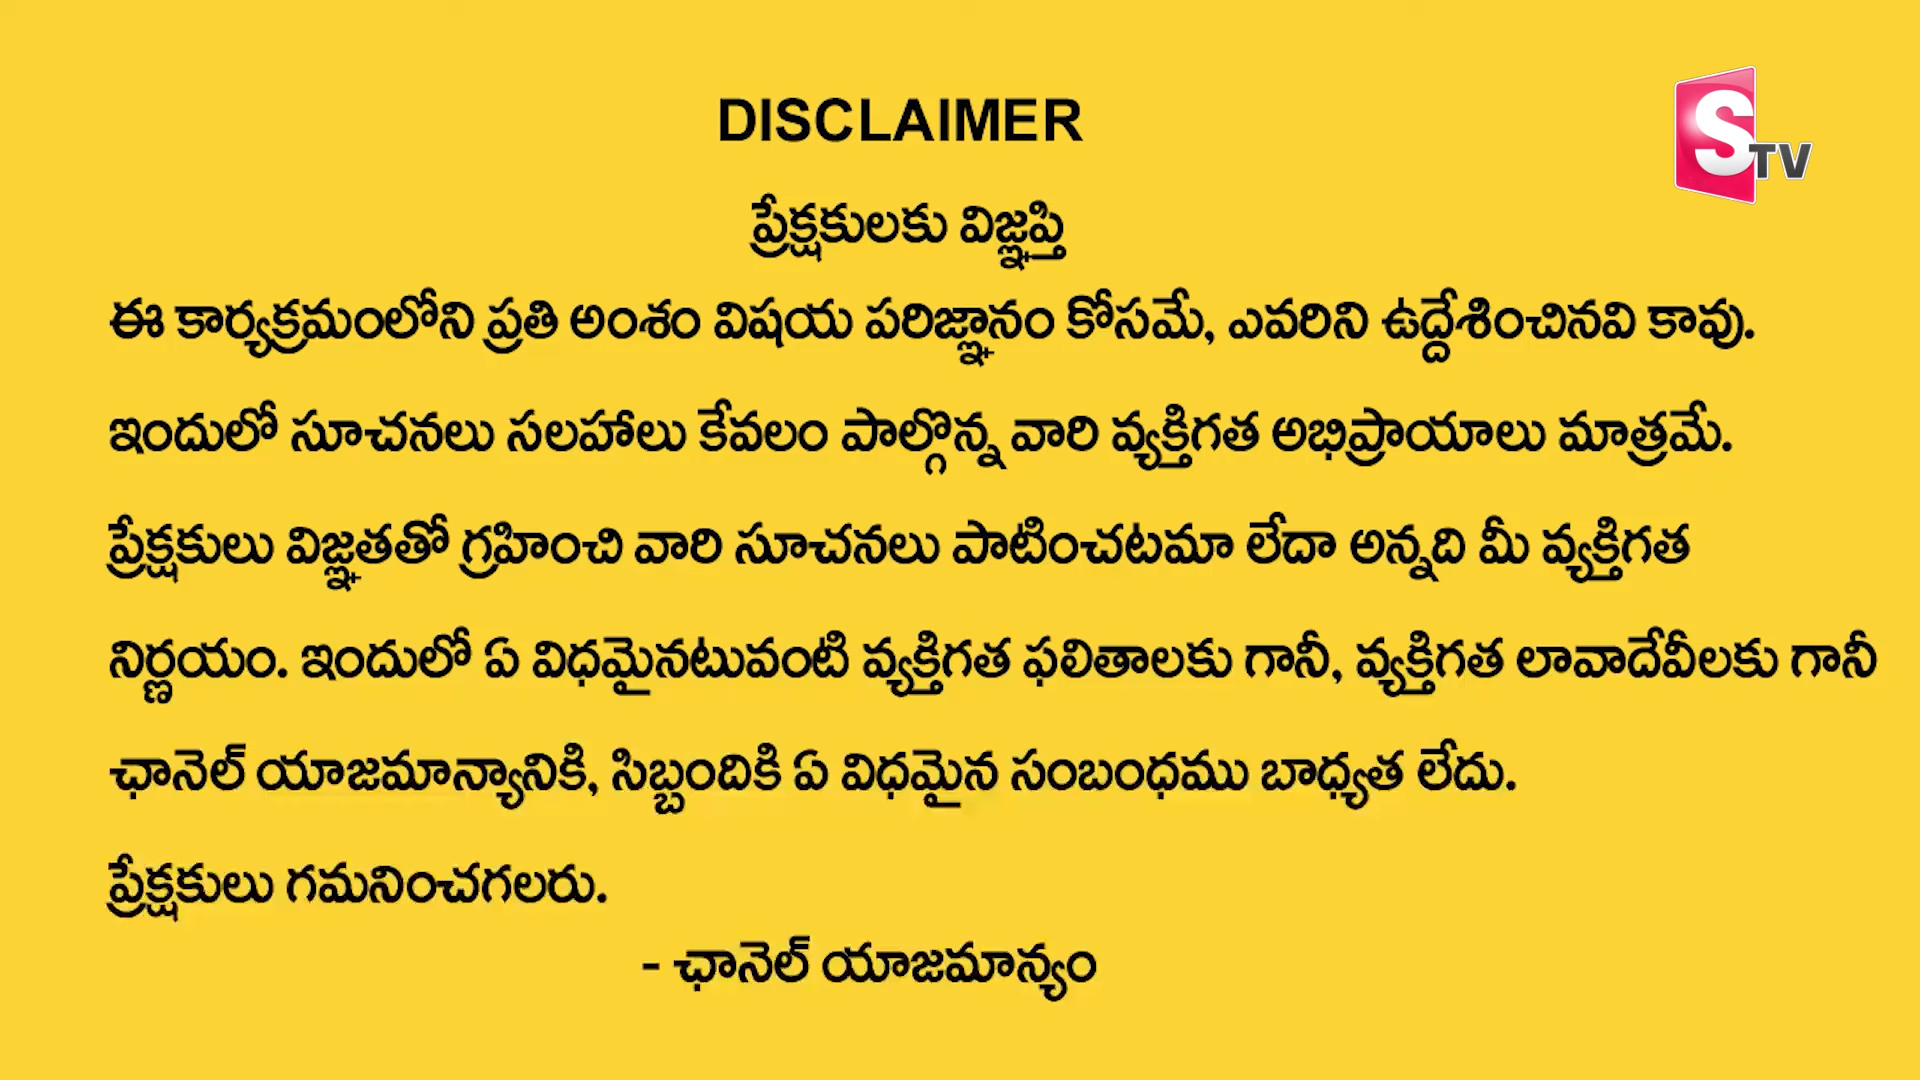 DISCLAIMER
STV
ప్రేక్షకులకు విజ్ఞప్తి
ఈ కార్యక్రమంలోని ప్రతి అంశం విషయ పరిజ్ఞానం కోసమే, ఎవరిని ఉద్దేశించినవి కావు.
ఇందులో సూచనలు సలహాలు కేవలం పాల్గొన్న వారి వ్యక్తిగత అభిప్రాయాలు మాత్రమే.
ప్రేక్షకులు విజ్ఞతతో గ్రహించి వారి సూచనలు పాటించటమా లేదా అన్నది మీ వ్యక్తిగత
నిర్ణయం. ఇందులో ఏ విధమైనటువంటి వ్యక్తిగత ఫలితాలకు గానీ, వ్యక్తిగత లావాదేవీలకు గానీ
ఛానెల్ యాజమాన్యానికి, సిబ్బందికి ఏ విధమైన సంబంధము బాధ్యత లేదు.
ప్రేక్షకులు గమనించగలరు.
- ఛానెల్ యాజమాన్యం